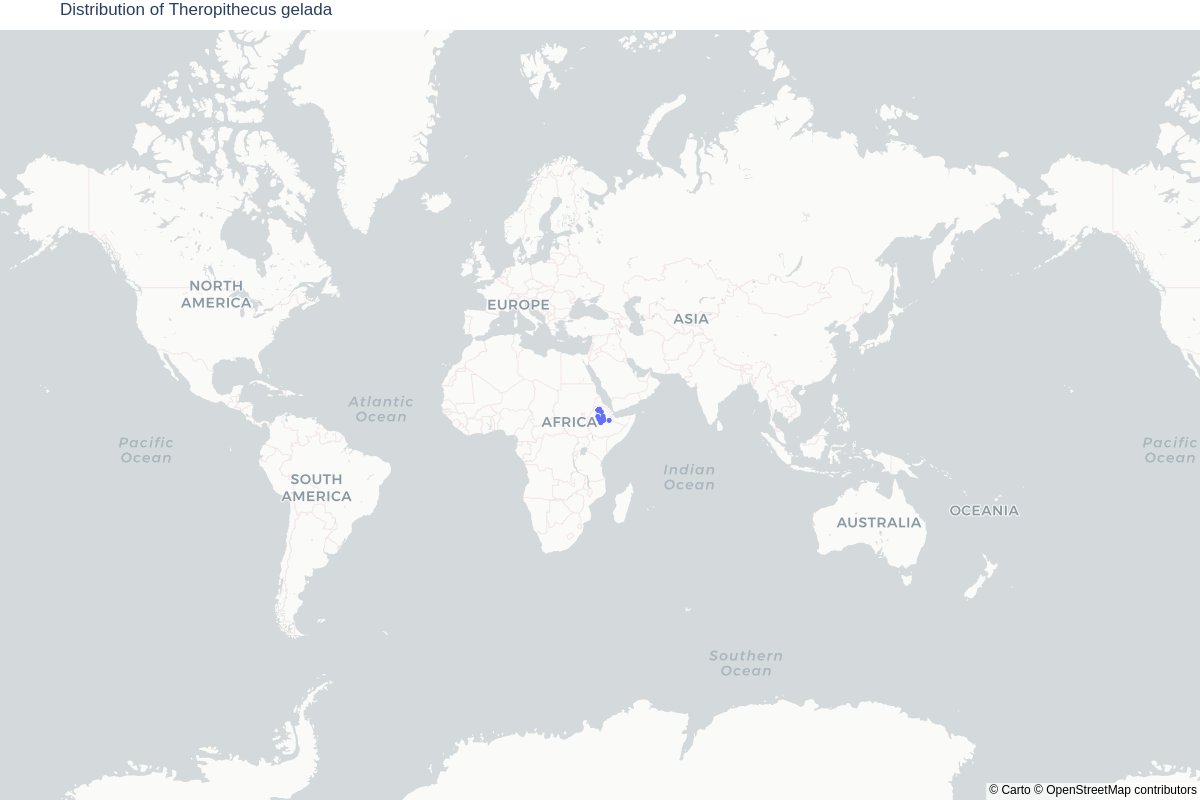 Distribution of Theropithecus gelada
NORTH
AMERICA
EUROPE
ASIA
Atlantic
Ocean
AFRICA
Pacific
Ocean
Pacific
Ocean
Indian
Ocean
SOUTH
AMERICA
OCEANIA
AUSTRALIA
Southern
Ocean
© Carto © OpenStreetMap contributors